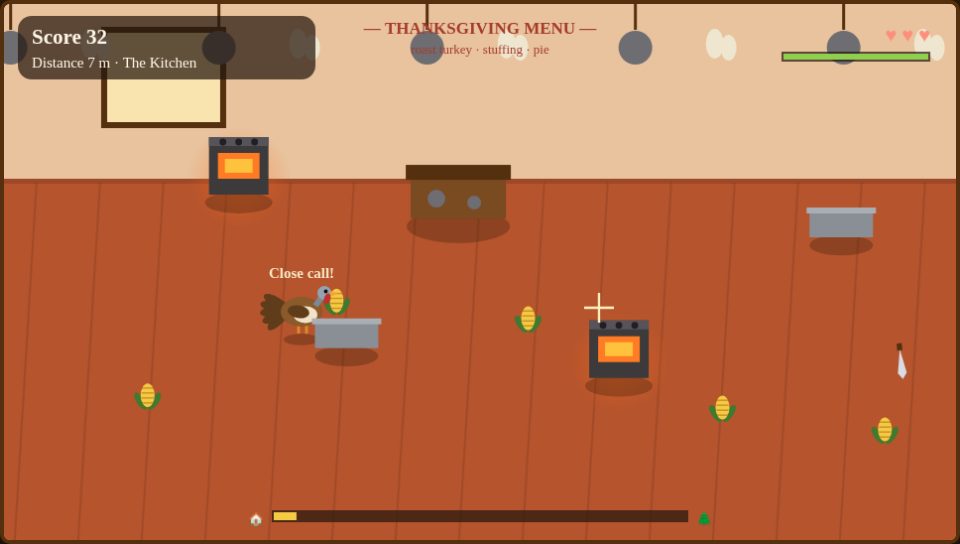 Score 32
Distance 7 m · The Kitchen
— THANKSGIVING MENU —
roast turkey · stuffing · pie
Close call!